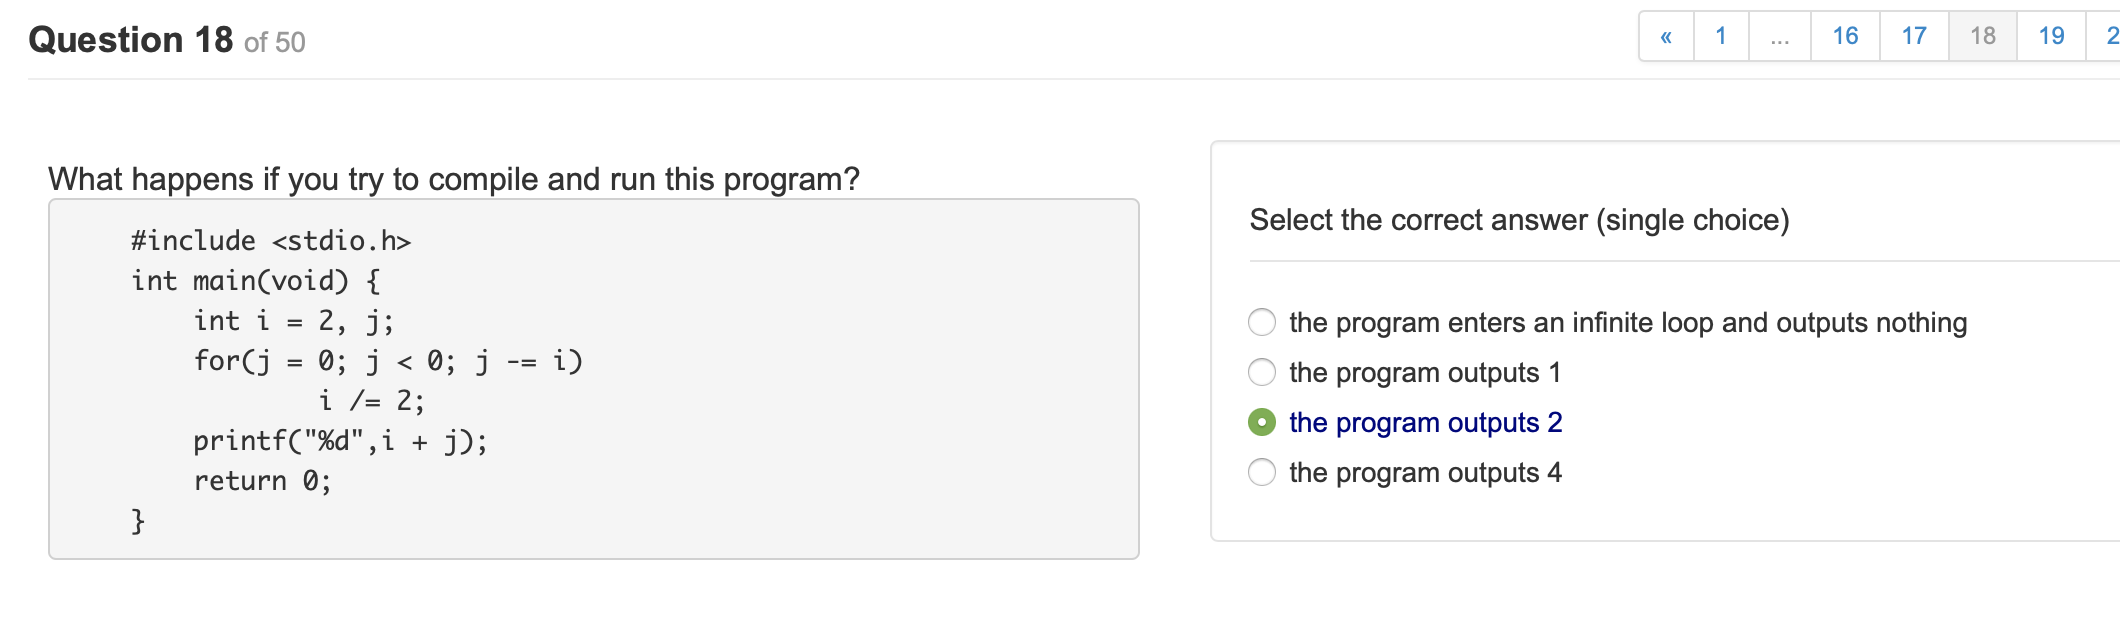 Question 18 of 50
« 1 ... 16 17 18 19 2
What happens if you try to compile and run this program?
#include <stdio.h>
int main(void) {
    int i = 2, j;
    for(j = 0; j < 0; j -= i)
            i /= 2;
    printf("%d",i + j);
    return 0;
}
Select the correct answer (single choice)
the program enters an infinite loop and outputs nothing
the program outputs 1
the program outputs 2
the program outputs 4